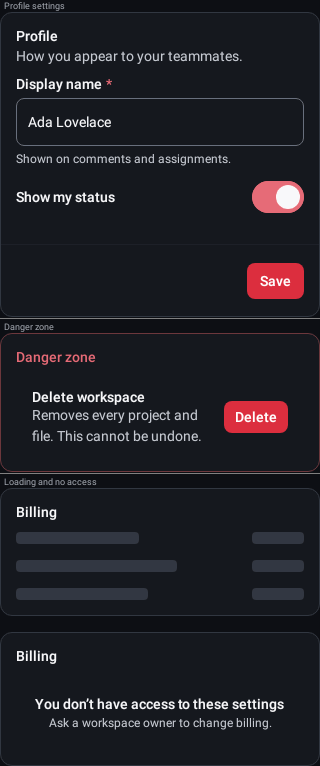 Profile settings
Profile
How you appear to your teammates.
Display name *
Ada Lovelace
Shown on comments and assignments.
Show my status
Save
Danger zone
Danger zone
Delete workspace
Removes every project and
file. This cannot be undone.
Delete
Loading and no access
Billing
Billing
You don’t have access to these settings
Ask a workspace owner to change billing.